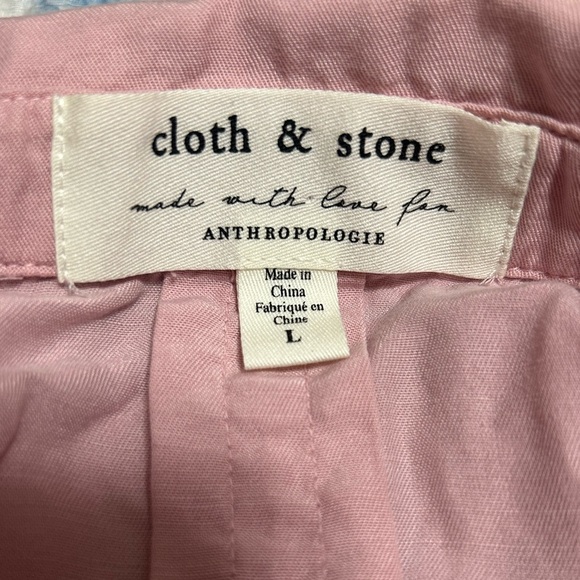 cloth & stone
made with love for
ANTHROPOLOGIE
Made in
China
Fabriqué en
Chine
L